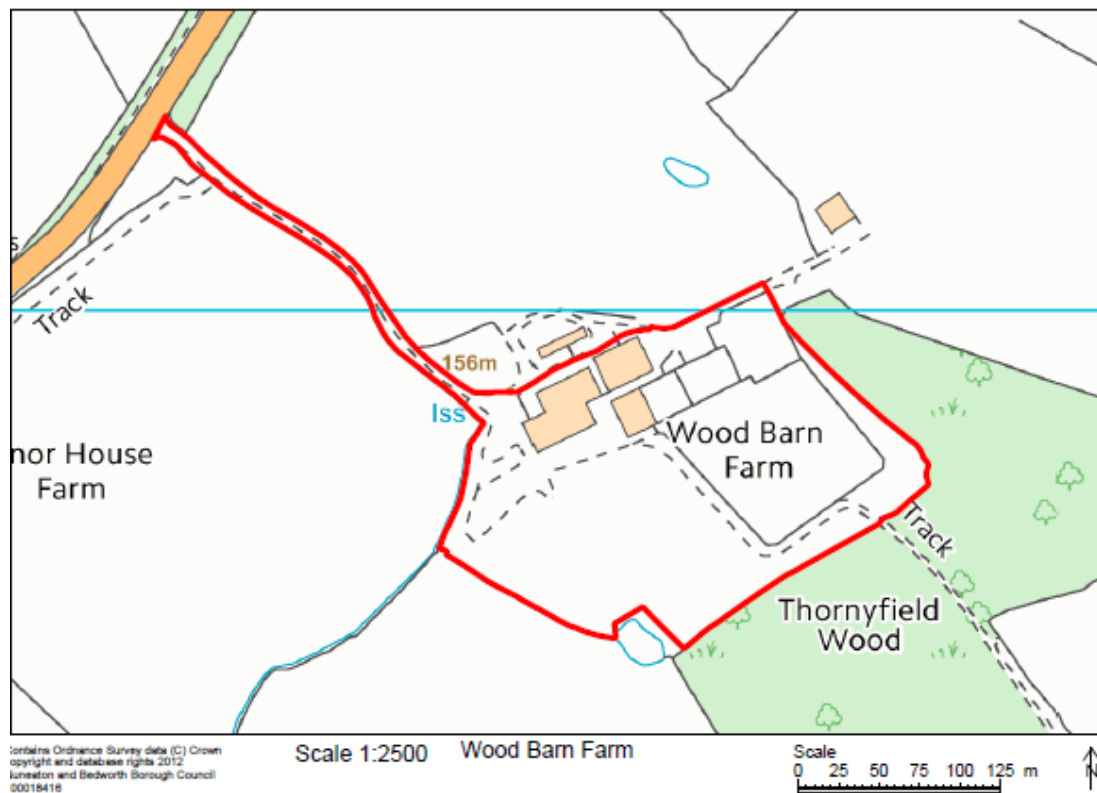 s
Track
156m
Iss
nor House
Farm
Wood Barn
Farm
Track
Thornyfield
Wood
Contains Ordnance Survey data (C) Crown
copyright and database rights 2012
Nuneaton and Bedworth Borough Council
00018416
Scale 1:2500
Wood Barn Farm
Scale
0 25 50 75 100 125 m
N